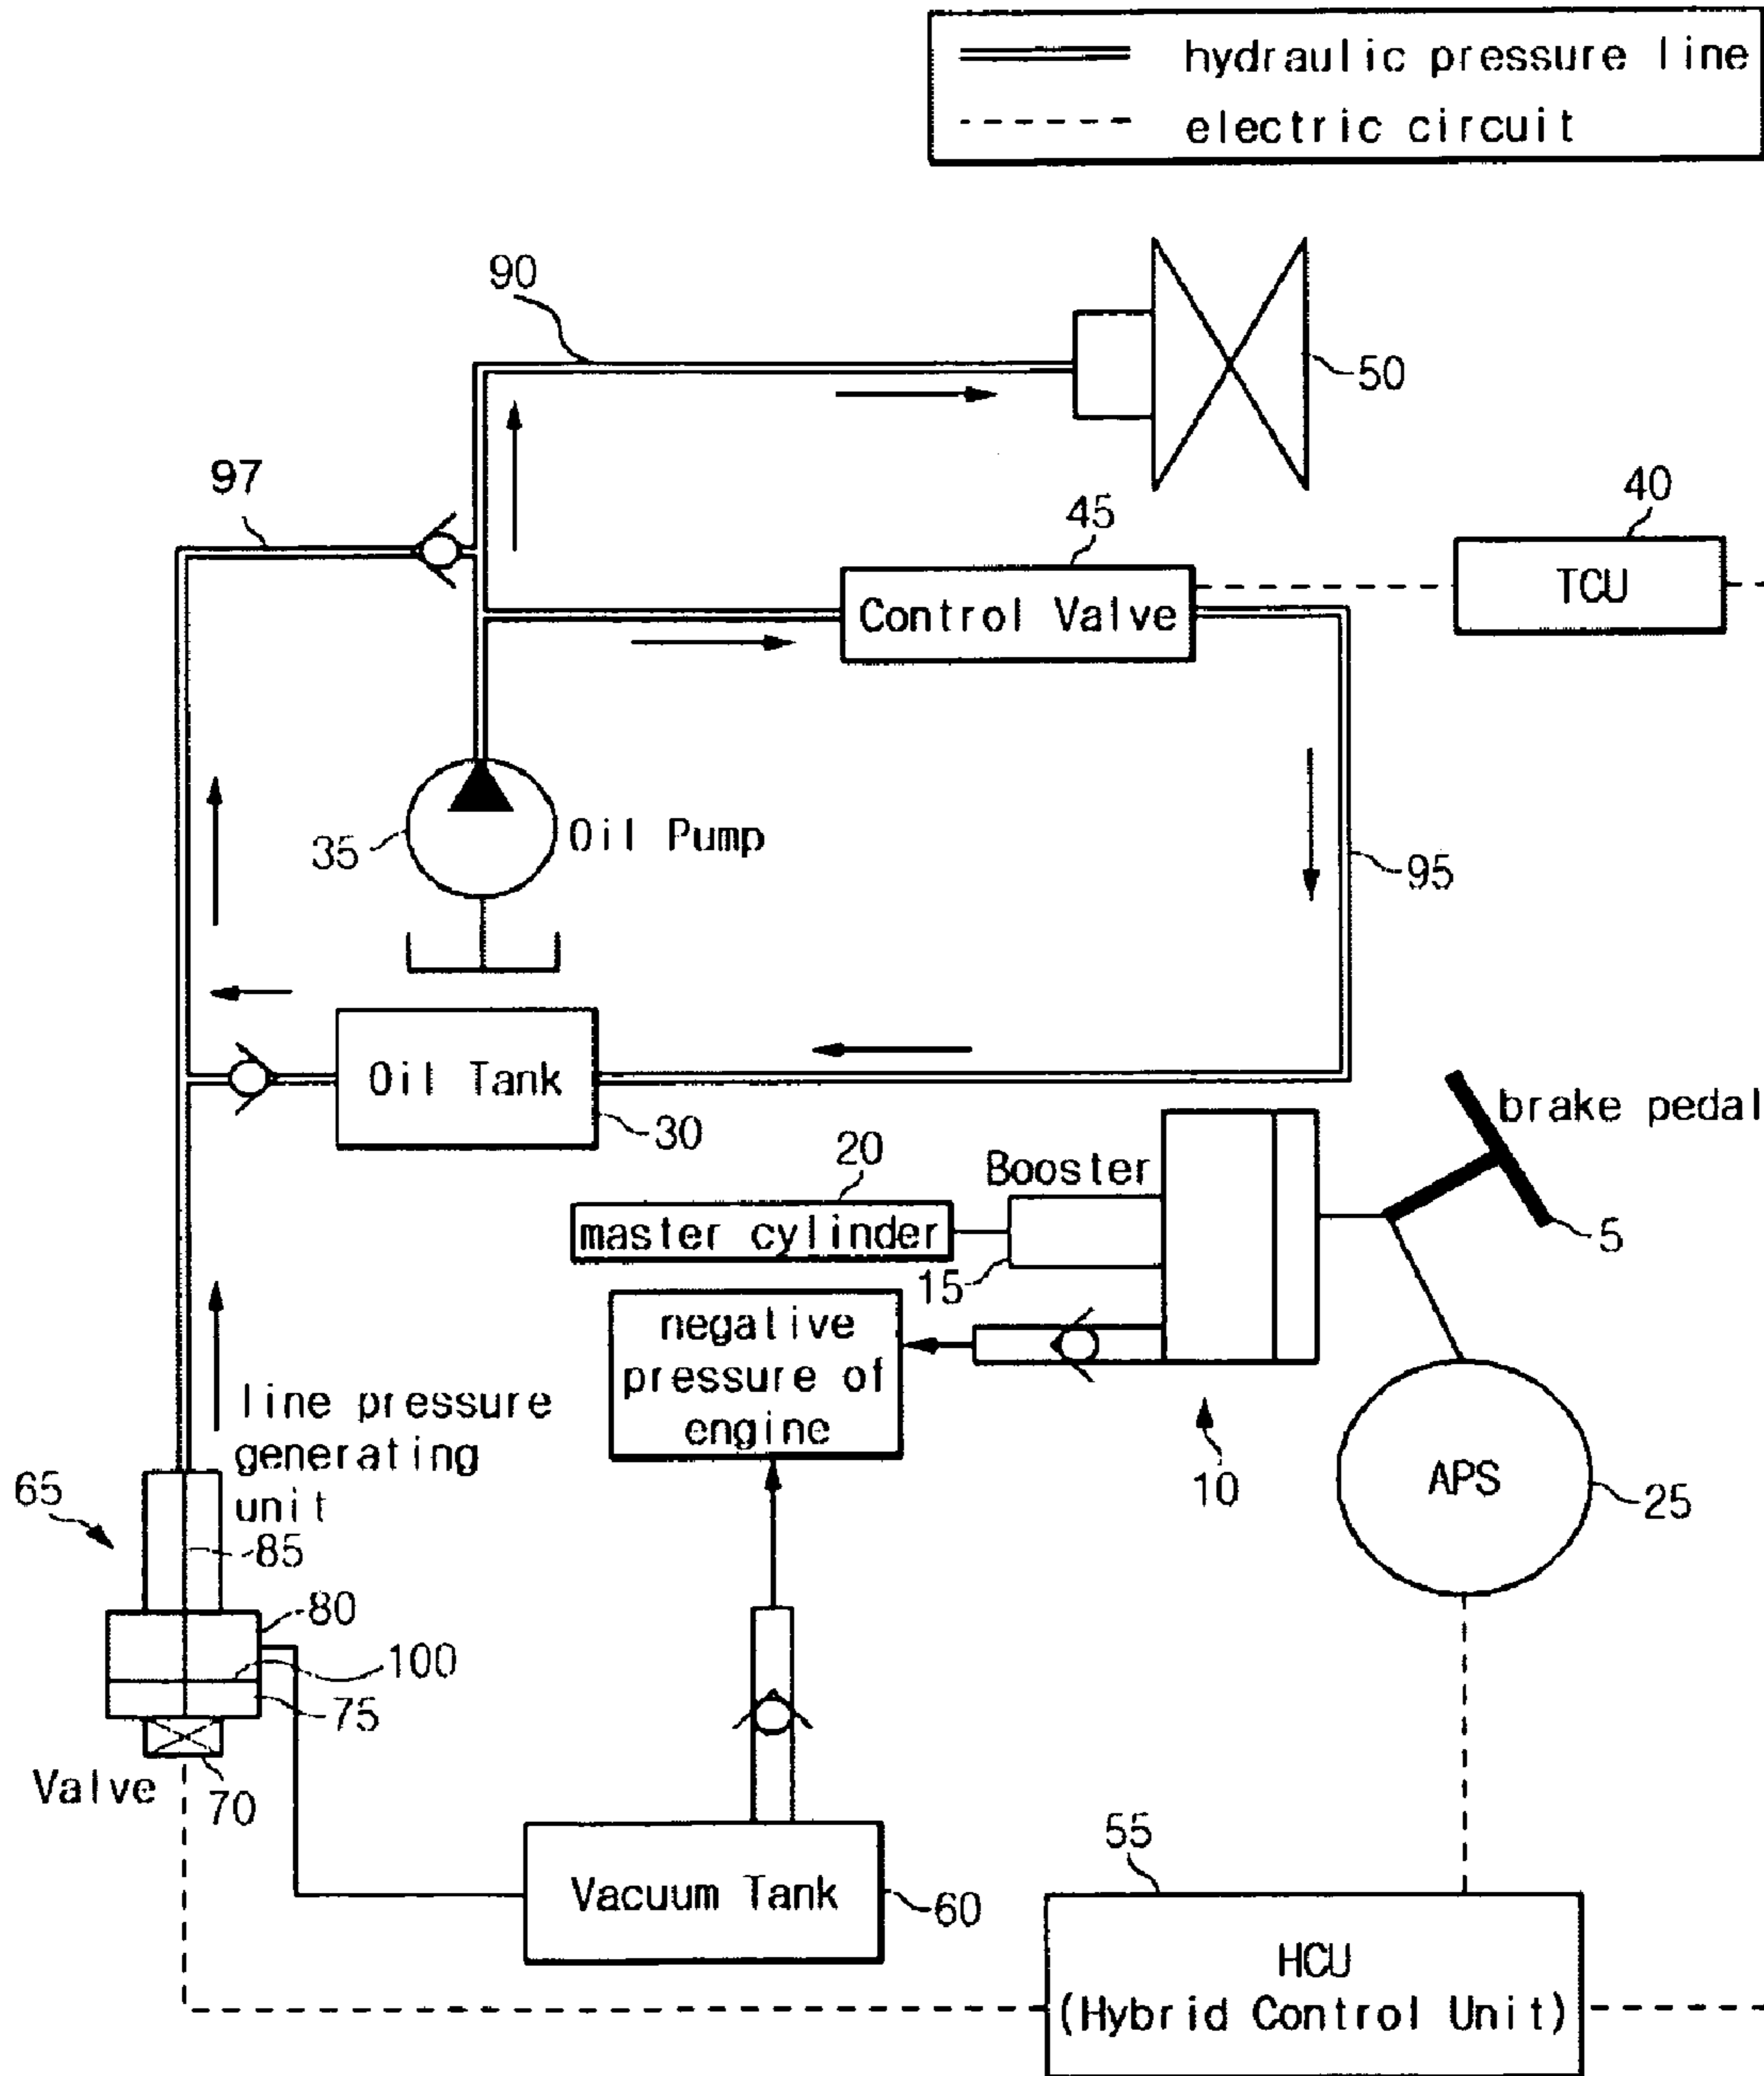 hydraulic pressure line
electric circuit
90
50
97
45
40
Control Valve
TCU
35
Oil Pump
95
Oil Tank
30
brake pedal
20
Booster
master cylinder
5
15
negative
pressure of
engine
line pressure
generating
unit
10
APS
25
65
85
80
100
75
Valve
70
55
Vacuum Tank
60
HCU
(Hybrid Control Unit)